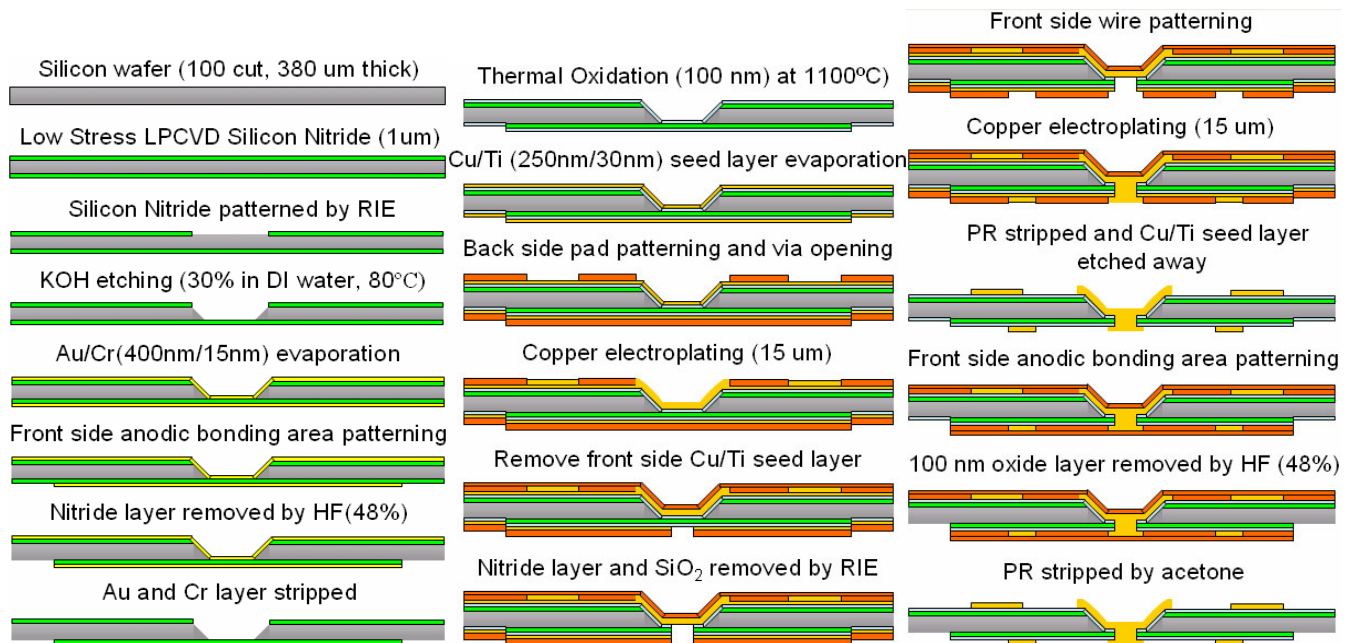 Silicon wafer (100 cut, 380 um thick)
Low Stress LPCVD Silicon Nitride (1um)
Silicon Nitride patterned by RIE
KOH etching (30% in DI water, 80°C)
Au/Cr(400nm/15nm) evaporation
Front side anodic bonding area patterning
Nitride layer removed by HF(48%)
Au and Cr layer stripped
Thermal Oxidation (100 nm) at 1100ºC
Cu/Ti (250nm/30nm) seed layer evaporation
Back side pad patterning and via opening
Copper electroplating (15 um)
Remove front side Cu/Ti seed layer
Nitride layer and SiO₂ removed by RIE
Front side wire patterning
Copper electroplating (15 um)
PR stripped and Cu/Ti seed layer
etched away
Front side anodic bonding area patterning
100 nm oxide layer removed by HF (48%)
PR stripped by acetone